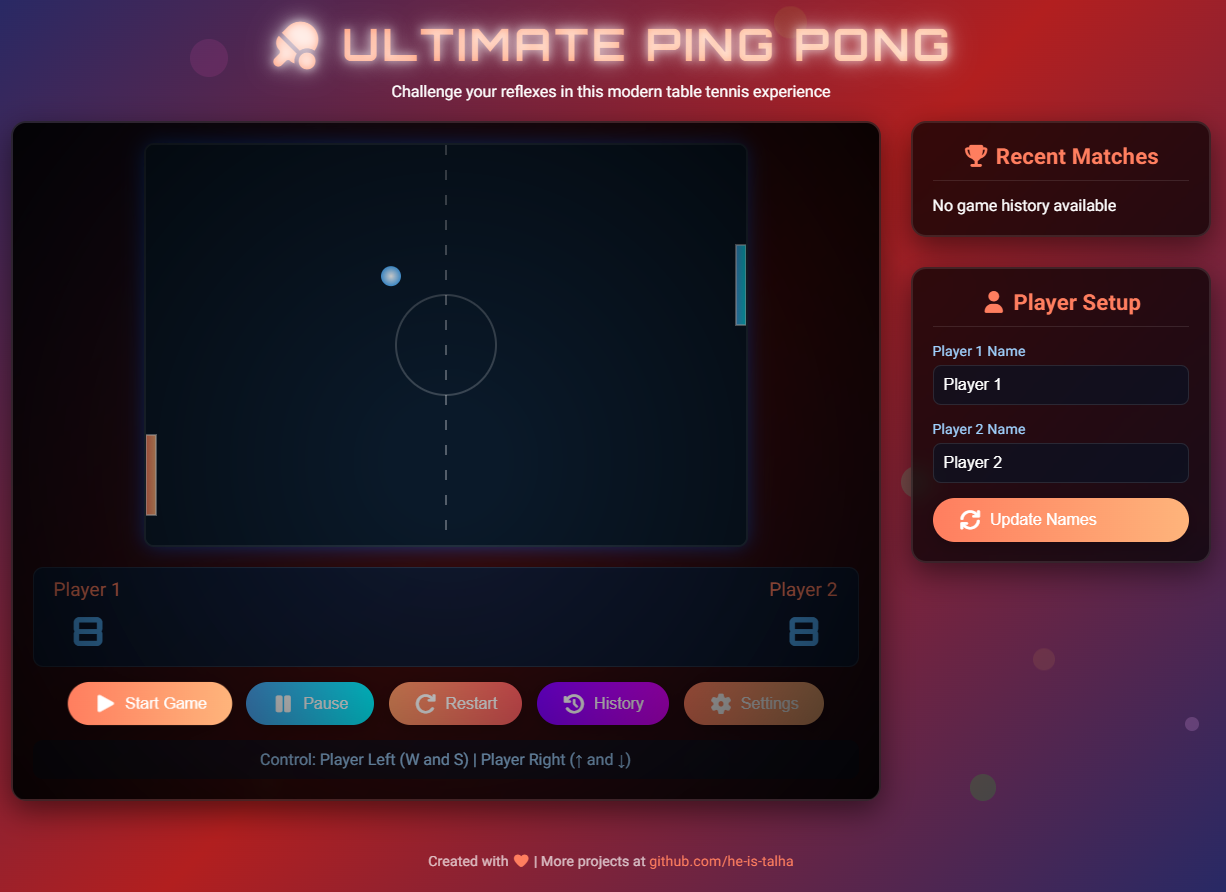 ULTIMATE PING PONG
Challenge your reflexes in this modern table tennis experience
Recent Matches
No game history available
Player Setup
Player 1 Name
Player 1
Player 2 Name
Player 2
Update Names
Player 1
Player 2
8
8
Start Game
Pause
Restart
History
Settings
Control: Player Left (W and S) | Player Right (↑ and ↓)
Created with ❤ | More projects at github.com/he-is-talha